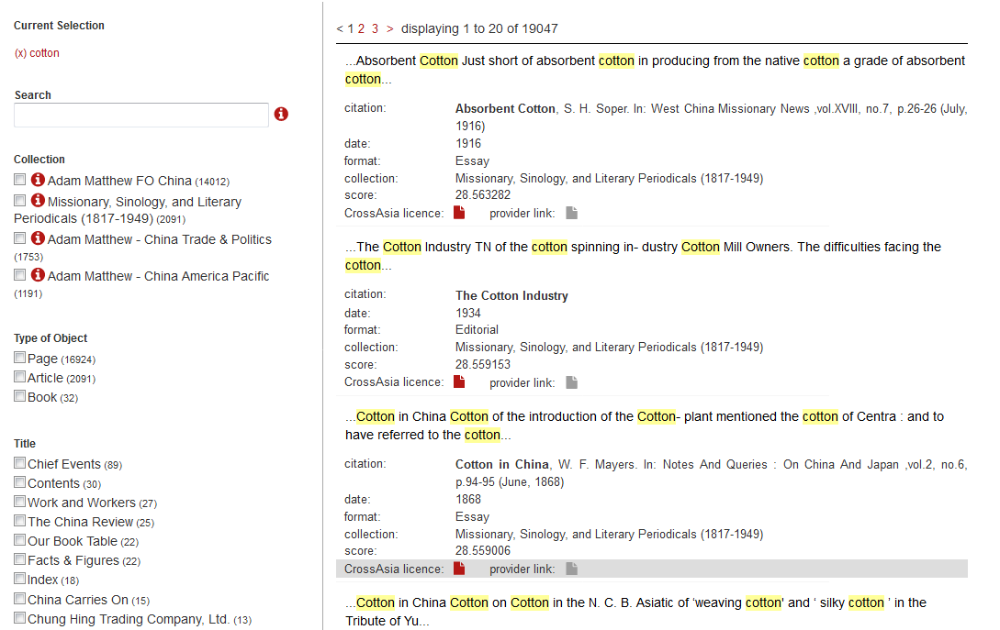 Current Selection
(x) cotton
Search
Collection
Adam Matthew FO China (14012)
Missionary, Sinology, and Literary
Periodicals (1817-1949) (2091)
Adam Matthew - China Trade & Politics
(1753)
Adam Matthew - China America Pacific
(1191)
Type of Object
Page (16924)
Article (2091)
Book (32)
Title
Chief Events (89)
Contents (30)
Work and Workers (27)
The China Review (25)
Our Book Table (22)
Facts & Figures (22)
Index (18)
China Carries On (15)
Chung Hing Trading Company, Ltd. (13)
< 1 2 3 > displaying 1 to 20 of 19047
...Absorbent Cotton Just short of absorbent cotton in producing from the native cotton a grade of absorbent
cotton...
citation: Absorbent Cotton, S. H. Soper. In: West China Missionary News ,vol.XVIII, no.7, p.26-26 (July,
1916)
date: 1916
format: Essay
collection: Missionary, Sinology, and Literary Periodicals (1817-1949)
score: 28.563282
CrossAsia licence: provider link:
...The Cotton Industry TN of the cotton spinning in- dustry Cotton Mill Owners. The difficulties facing the
cotton...
citation: The Cotton Industry
date: 1934
format: Editorial
collection: Missionary, Sinology, and Literary Periodicals (1817-1949)
score: 28.559153
CrossAsia licence: provider link:
...Cotton in China Cotton of the introduction of the Cotton- plant mentioned the cotton of Centra : and to
have referred to the cotton...
citation: Cotton in China, W. F. Mayers. In: Notes And Queries : On China And Japan ,vol.2, no.6,
p.94-95 (June, 1868)
date: 1868
format: Essay
collection: Missionary, Sinology, and Literary Periodicals (1817-1949)
score: 28.559006
CrossAsia licence: provider link:
...Cotton in China Cotton on Cotton in the N. C. B. Asiatic of ‘weaving cotton' and ‘ silky cotton ’ in the
Tribute of Yu...